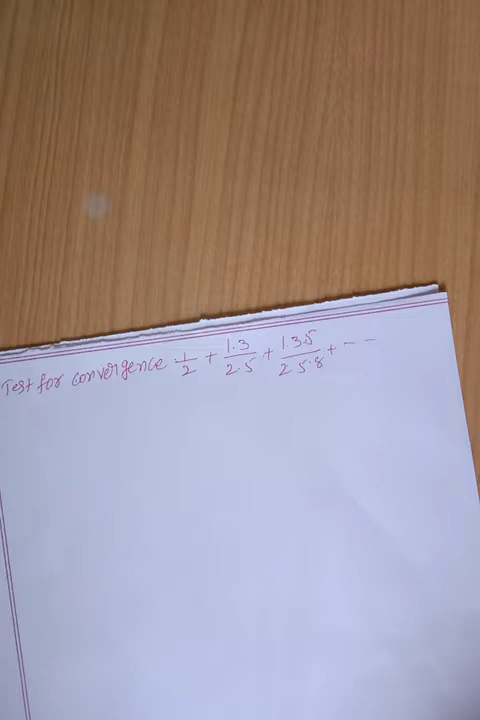 Test for convergence 1/2 + 1.3/2.5 + 1.3.5/2.5.8 + - -